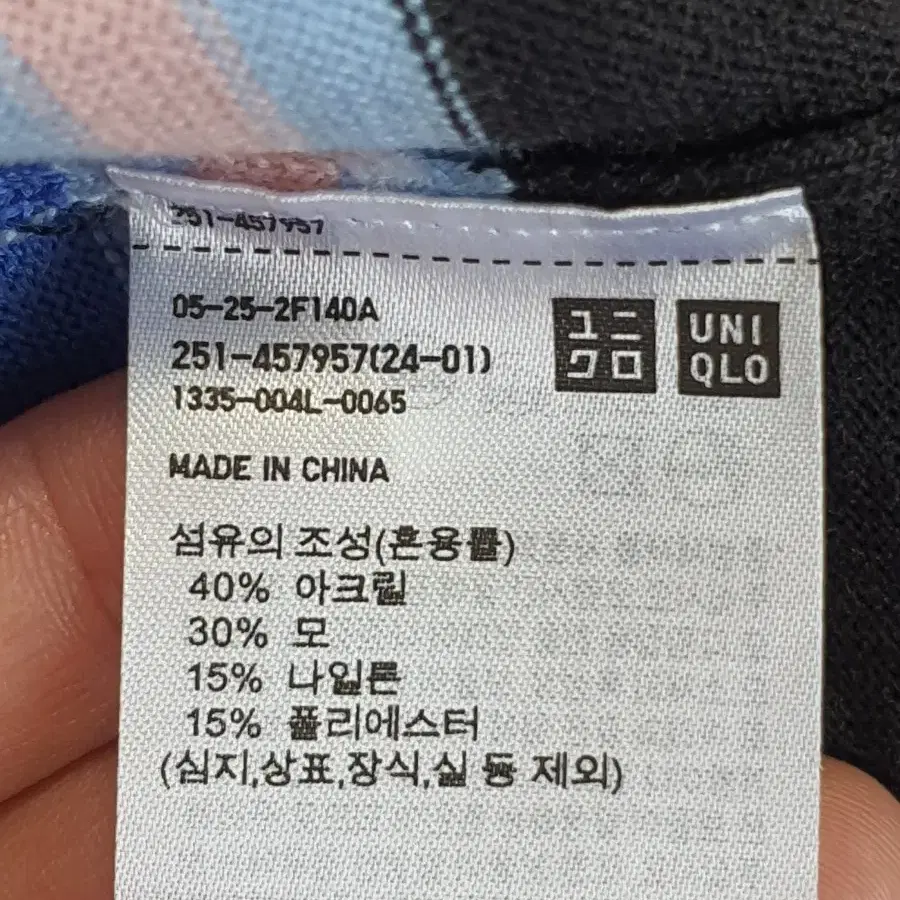 251-457957
05-25-2F140A
251-457957(24-01)
1335-004L-0065
ユニ
クロ
UNI
QLO
MADE IN CHINA
섬유의 조성(혼용률)
40% 아크릴
30% 모
15% 나일론
15% 폴리에스터
(심지,상표,장식,실 등 제외)